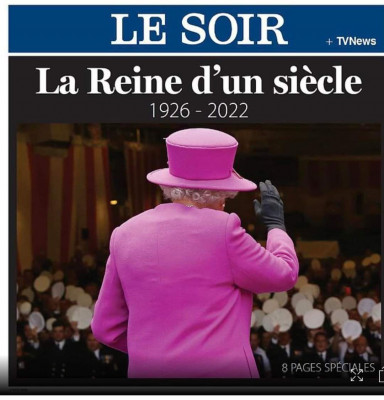 LE SOIR
+ TVNews
La Reine d'un siècle
1926 - 2022
8 PAGES SPÉCIALES